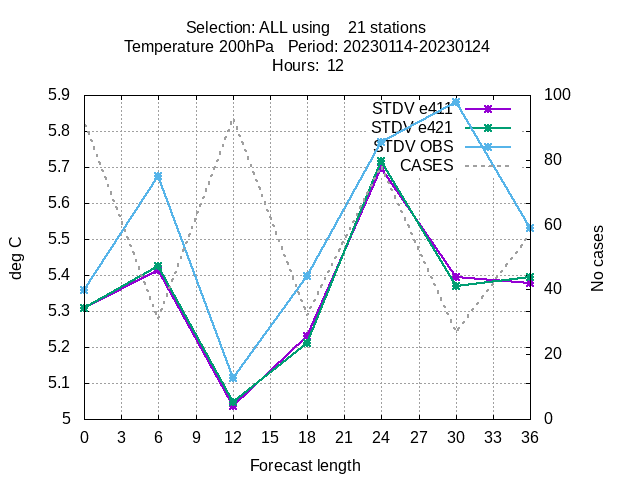 Selection: ALL using 21 stations
Temperature 200hPa Period: 20230114-20230124
Hours: 12
5.9
5.8
5.7
5.6
5.5
5.4
5.3
5.2
5.1
5
deg C
STDV e411
STDV e421
STDV OBS
CASES
100
80
60
40
20
0
No cases
0 3 6 9 12 15 18 21 24 27 30 33 36
Forecast length